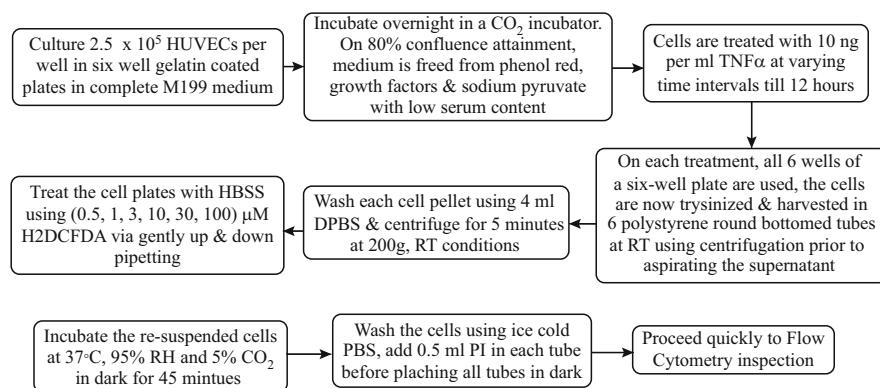 Culture 2.5 x 10⁵ HUVECs per
well in six well gelatin coated
plates in complete M199 medium
Incubate overnight in a CO₂ incubator.
On 80% confluence attainment,
medium is freed from phenol red,
growth factors & sodium pyruvate
with low serum content
Cells are treated with 10 ng
per ml TNFα at varying
time intervals till 12 hours
On each treatment, all 6 wells of
a six-well plate are used, the cells
are now trysinized & harvested in
6 polystyrene round bottomed tubes
at RT using centrifugation prior to
aspirating the supernatant
Wash each cell pellet using 4 ml
DPBS & centrifuge for 5 minutes
at 200g, RT conditions
Treat the cell plates with HBSS
using (0.5, 1, 3, 10, 30, 100) μM
H2DCFDA via gently up & down
pipetting
Incubate the re-suspended cells
at 37°C, 95% RH and 5% CO₂
in dark for 45 mintues
Wash the cells using ice cold
PBS, add 0.5 ml PI in each tube
before plaching all tubes in dark
Proceed quickly to Flow
Cytometry inspection